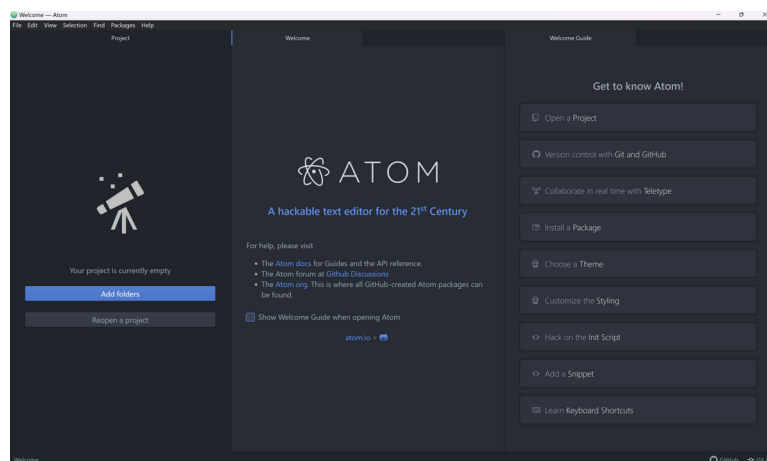 Welcome — Atom
File Edit View Selection Find Packages Help
Project
Welcome
Welcome Guide
Your project is currently empty
Add folders
Reopen a project
ATOM
A hackable text editor for the 21st Century
For help, please visit
• The Atom docs for Guides and the API reference.
• The Atom forum at Github Discussions
• The Atom org. This is where all GitHub-created Atom packages can
be found.
Show Welcome Guide when opening Atom
atom.io ×
Get to know Atom!
Open a Project
Version control with Git and GitHub
Collaborate in real time with Teletype
Install a Package
Choose a Theme
Customize the Styling
Hack on the Init Script
Add a Snippet
Learn Keyboard Shortcuts
Welcome
GitHub Git